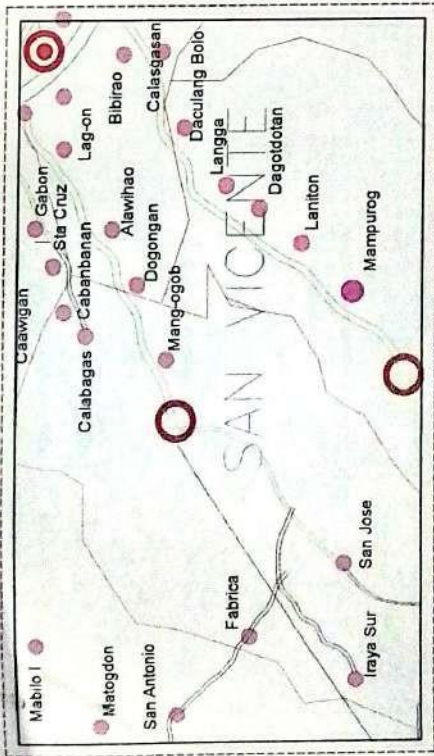 Mabilo I
Matogdon
San Antonio
Fabrica
Iraya Sur
San Jose
Caawigan
Calabagas
Cabanbanan
Sta Cruz
Gabon
Lag-on
Bibirao
Calasgasan
Alawihao
Dogongan
Mang-ogob
Daculang Bolo
Langga
Dagotdotan
Laniton
Mampurog
SAN VICENTE